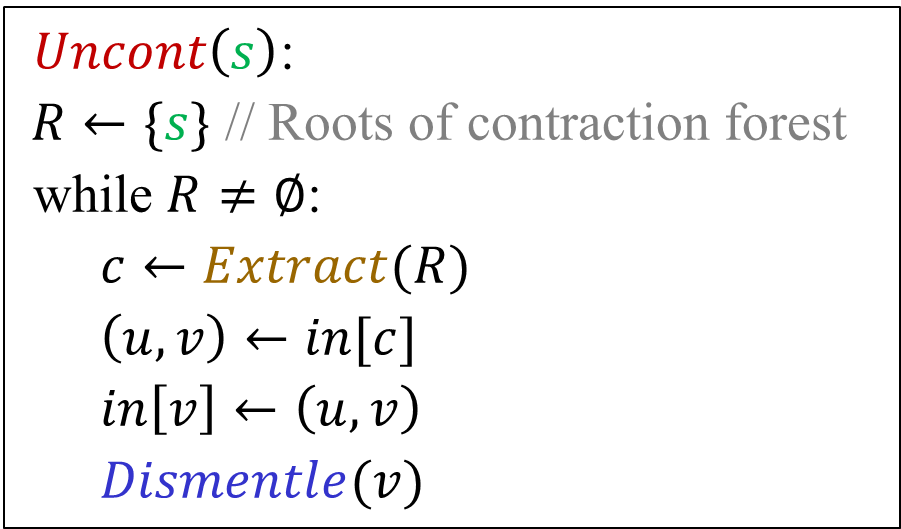 Uncont(s):
R ← {s} // Roots of contraction forest
while R ≠ ∅:
c ← Extract(R)
(u, v) ← in[c]
in[v] ← (u, v)
Dismentle(v)